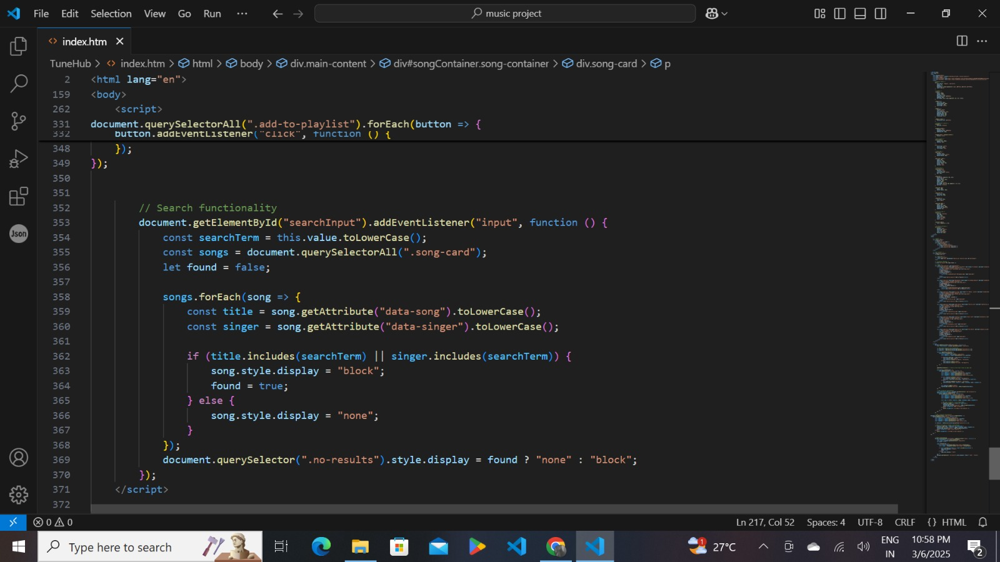 File Edit Selection View Go Run ··· music project
index.htm
TuneHub > index.htm > html > body > div.main-content > div#songContainer.song-container > div.song-card > p
2 <html lang="en">
159 <body>
262 <script>
331 document.querySelectorAll(".add-to-playlist").forEach(button => {
332 button.addEventListener("click", function () {
348 });
349 });
350
351
352 // Search functionality
353 document.getElementById("searchInput").addEventListener("input", function () {
354 const searchTerm = this.value.toLowerCase();
355 const songs = document.querySelectorAll(".song-card");
356 let found = false;
357
358 songs.forEach(song => {
359 const title = song.getAttribute("data-song").toLowerCase();
360 const singer = song.getAttribute("data-singer").toLowerCase();
361
362 if (title.includes(searchTerm) || singer.includes(searchTerm)) {
363 song.style.display = "block";
364 found = true;
365 } else {
366 song.style.display = "none";
367 }
368 });
369 document.querySelector(".no-results").style.display = found ? "none" : "block";
370 });
371 </script>
372
Json
0 0 Ln 217, Col 52 Spaces: 4 UTF-8 CRLF {} HTML
Type here to search 1 27°C ENG IN 10:58 PM 3/6/2025 2